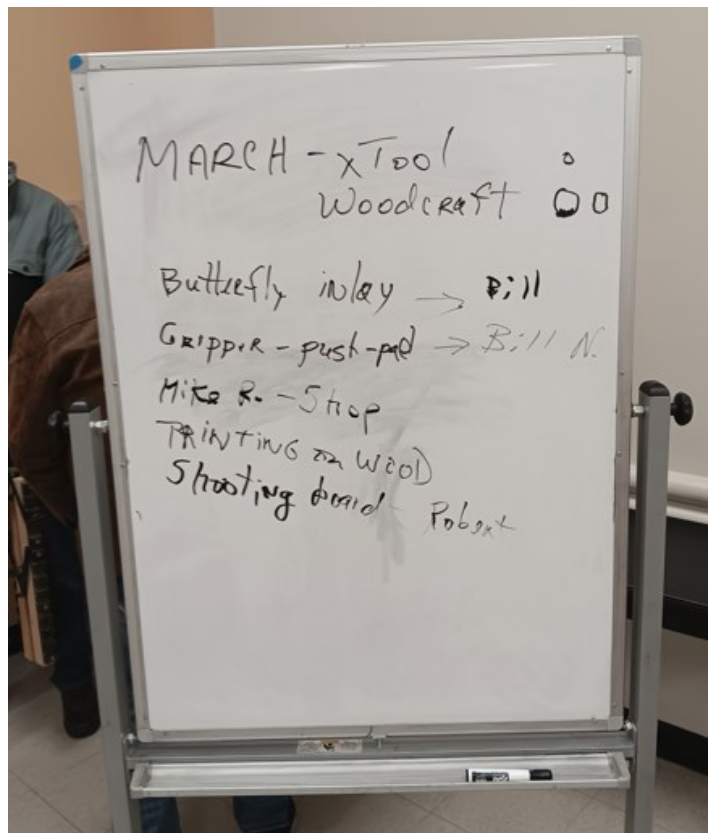 MARCH - xTool
Woodcraft
Butterfly inlay → Bill
GRIPPER - push-pad → Bill N.
Mike R. - Shop
PRINTING on WOOD
Shooting board - Robert